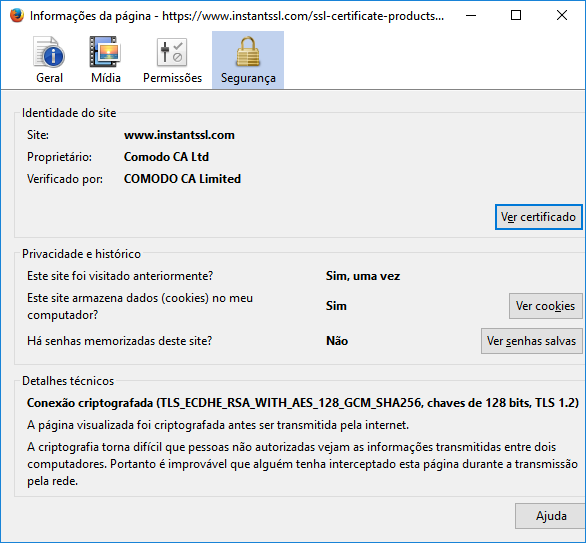 Informações da página - https://www.instantssl.com/ssl-certificate-products...
Geral Mídia Permissões Segurança
Identidade do site
Site: www.instantssl.com
Proprietário: Comodo CA Ltd
Verificado por: COMODO CA Limited
Ver certificado
Privacidade e histórico
Este site foi visitado anteriormente? Sim, uma vez
Este site armazena dados (cookies) no meu
computador? Sim Ver cookies
Há senhas memorizadas deste site? Não Ver senhas salvas
Detalhes técnicos
Conexão criptografada (TLS_ECDHE_RSA_WITH_AES_128_GCM_SHA256, chaves de 128 bits, TLS 1.2)
A página visualizada foi criptografada antes ser transmitida pela internet.
A criptografia torna difícil que pessoas não autorizadas vejam as informações transmitidas entre dois
computadores. Portanto é improvável que alguém tenha interceptado esta página durante a transmissão
pela rede.
Ajuda